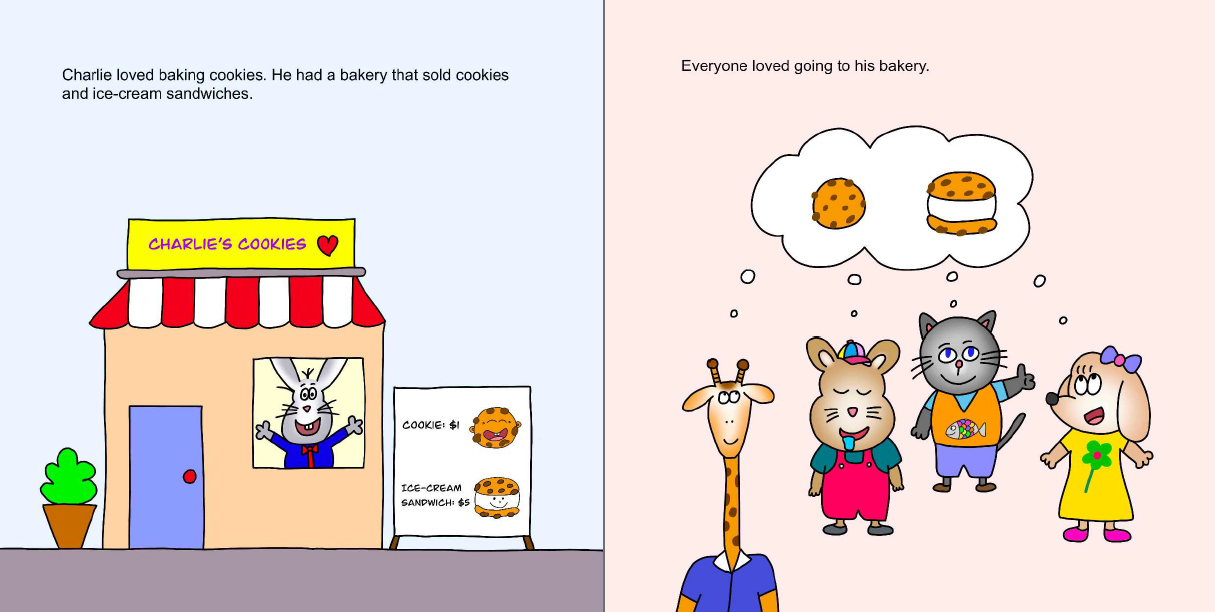 Charlie loved baking cookies. He had a bakery that sold cookies
and ice-cream sandwiches.
CHARLIE'S COOKIES
COOKIE: $1
ICE-CREAM
SANDWICH: $5
Everyone loved going to his bakery.